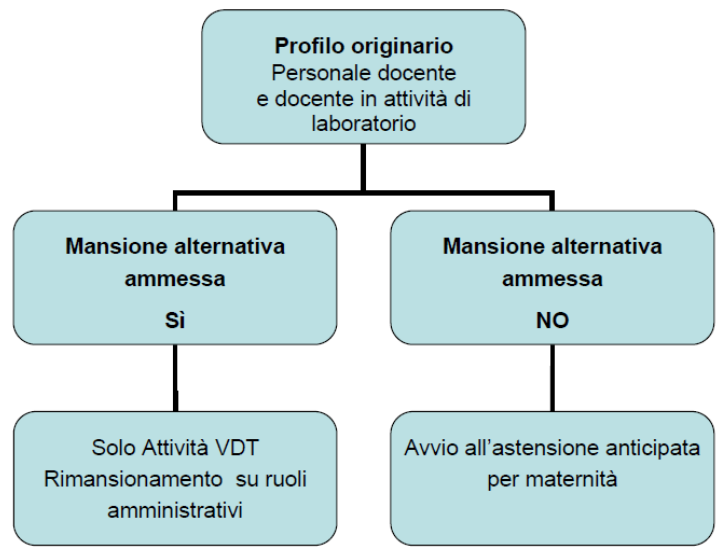 Profilo originario
Personale docente
e docente in attività di
laboratorio
Mansione alternativa
ammessa
Sì
Mansione alternativa
ammessa
NO
Solo Attività VDT
Rimansionamento su ruoli
amministrativi
Avvio all'astensione anticipata
per maternità